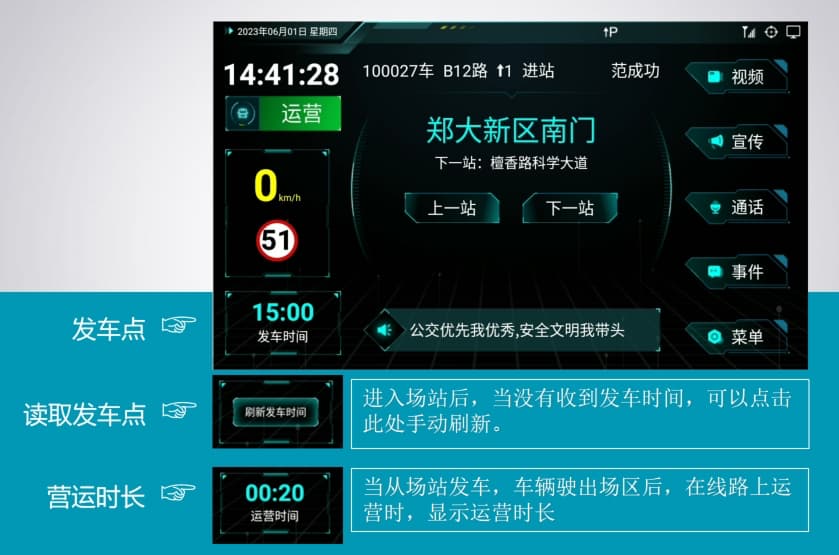 2023年06月01日 星期四
↑P
14:41:28
100027车 B12路 ⬆1 进站
范成功
视频
运营
郑大新区南门
宣传
下一站：檀香路科学大道
0 km/h
上一站
下一站
通话
51
事件
15:00
发车时间
公交优先我优秀,安全文明我带头
菜单
发车点
读取发车点
刷新发车时间
进入场站后，当没有收到发车时间，可以点击
此处手动刷新。
营运时长
00:20
运营时间
当从场站发车，车辆驶出场区后，在线路上运
营时，显示运营时长